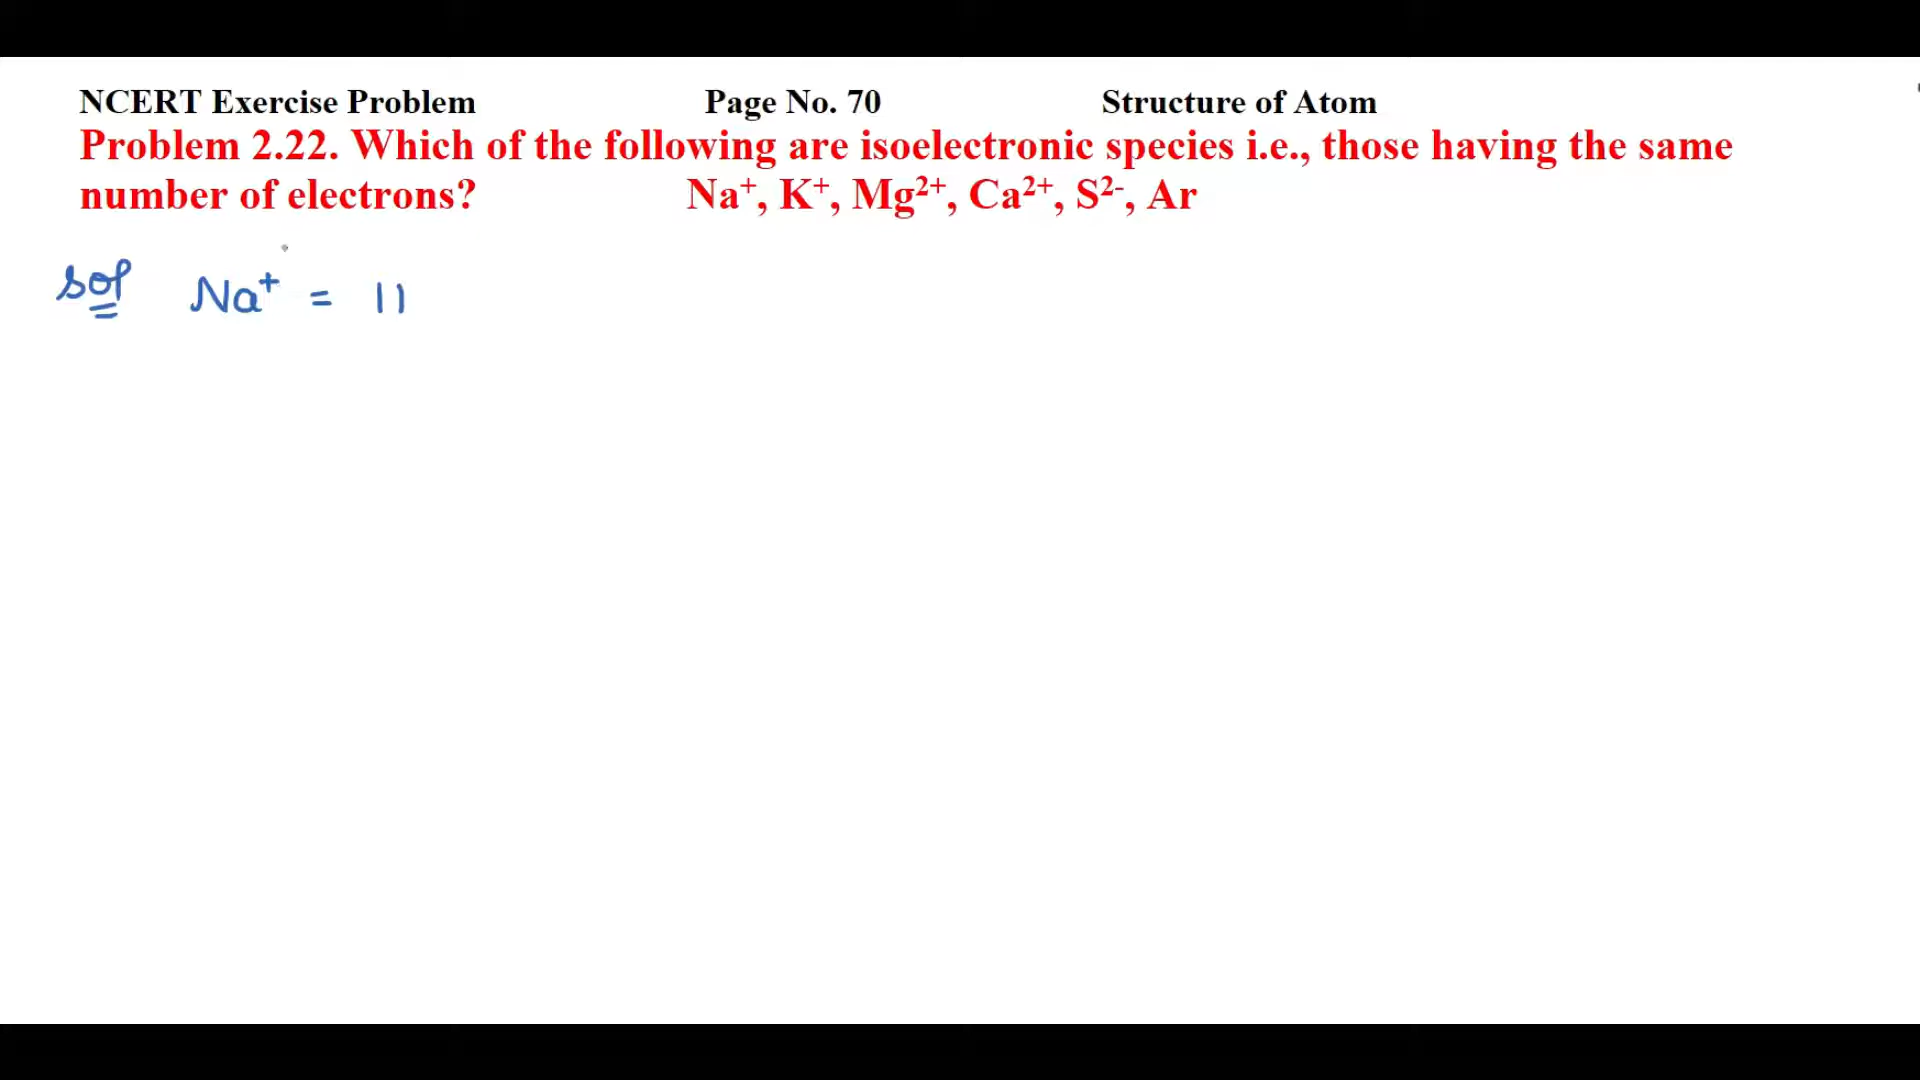 NCERT Exercise Problem Page No. 70 Structure of Atom
Problem 2.22. Which of the following are isoelectronic species i.e., those having the same
number of electrons? Na⁺, K⁺, Mg²⁺, Ca²⁺, S²⁻, Ar
Sol Na⁺ = 11